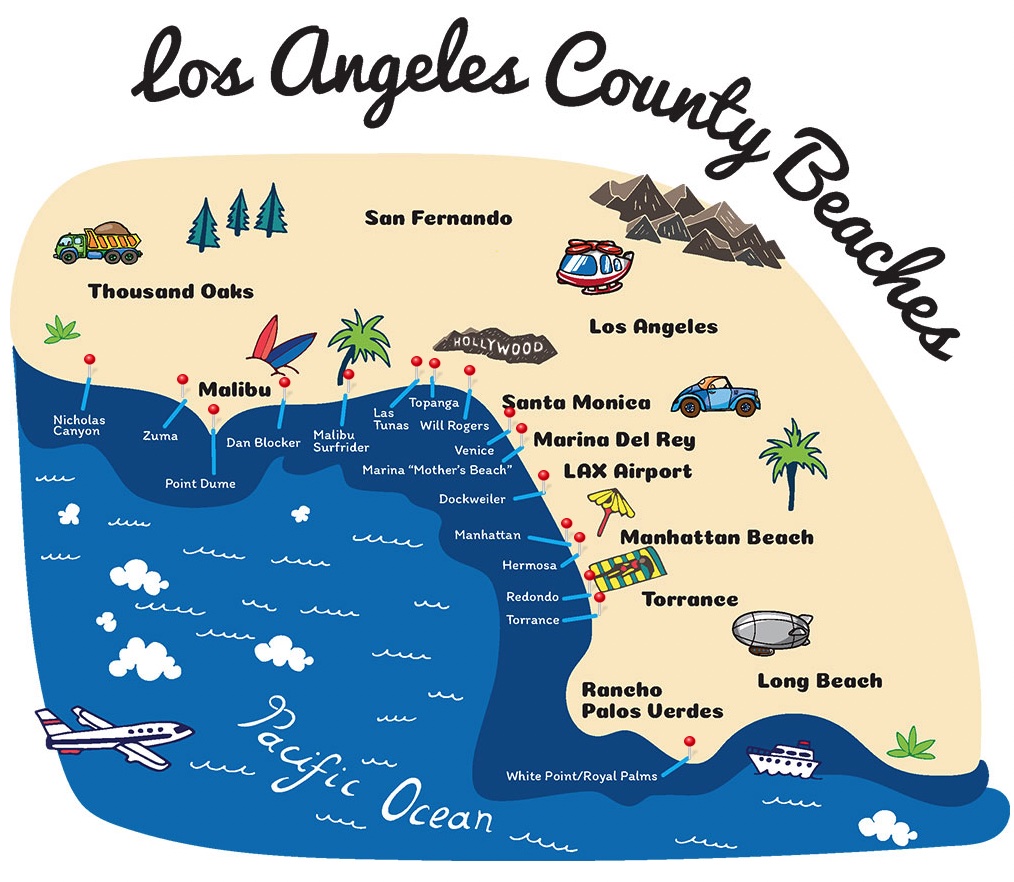 Los Angeles County Beaches
San Fernando
Thousand Oaks
Los Angeles
HOLLYWOOD
Malibu
Nicholas
Canyon
Zuma
Point Dume
Dan Blocker
Malibu
Surfrider
Las
Tunas
Topanga
Will Rogers
Santa Monica
Venice
Marina Del Rey
Marina “Mother’s Beach”
LAX Airport
Dockweiler
Manhattan
Manhattan Beach
Hermosa
Redondo
Torrance
Torrance
Long Beach
Rancho
Palos Verdes
White Point/Royal Palms
Pacific Ocean